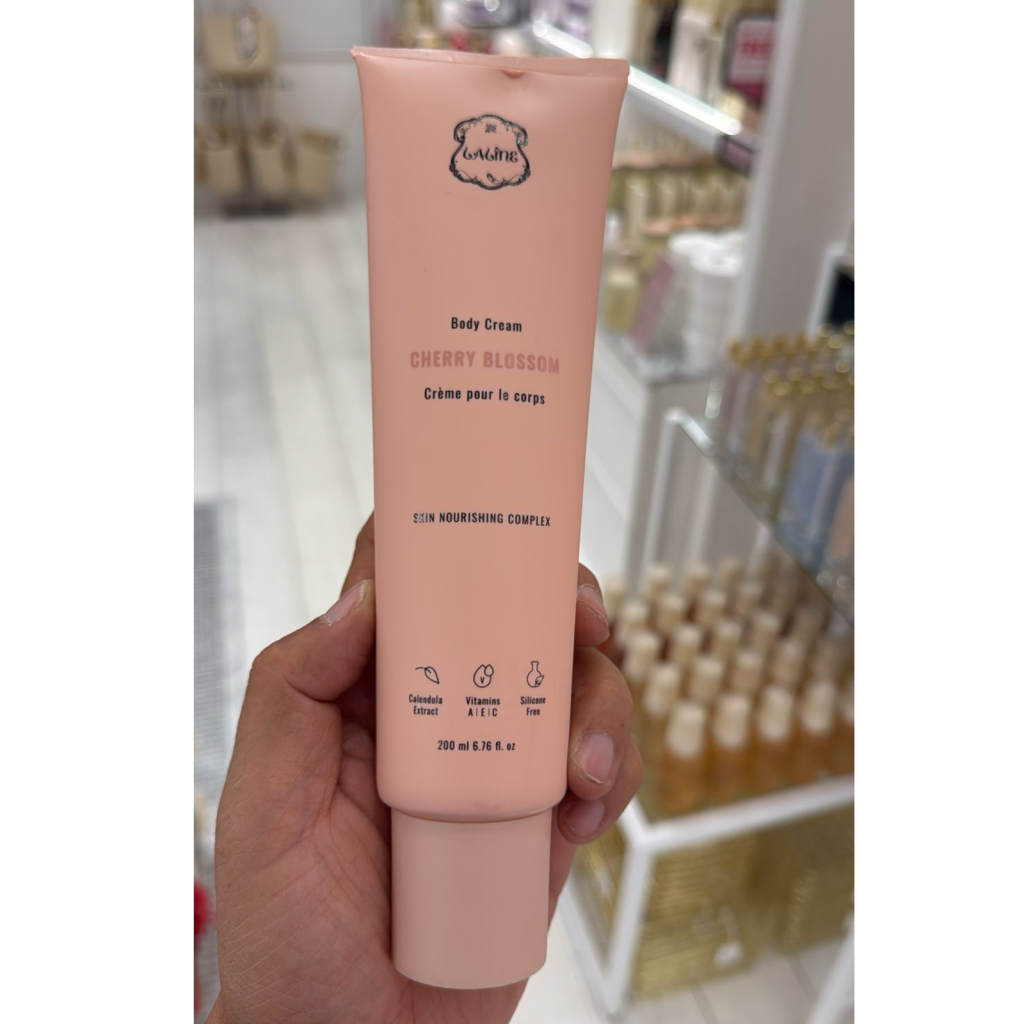 LALINE
Body Cream
CHERRY BLOSSOM
Crème pour le corps
SKIN NOURISHING COMPLEX
Calendula Extract
Vitamins A|E|C
Silicone Free
200 ml 6.76 fl. oz